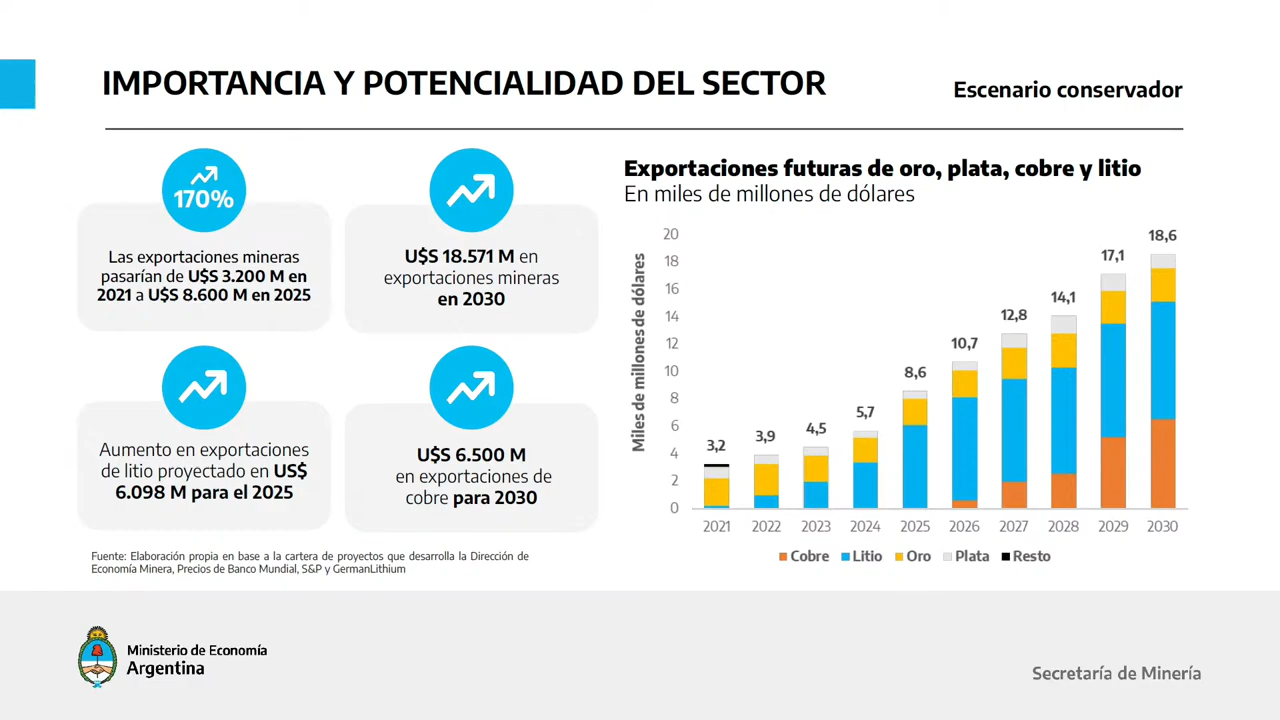 IMPORTANCIA Y POTENCIALIDAD DEL SECTOR
Escenario conservador
170%
Las exportaciones mineras
pasarían de U$S 3.200 M en
2021 a U$S 8.600 M en 2025
U$S 18.571 M en
exportaciones mineras
en 2030
Aumento en exportaciones
de litio proyectado en US$
6.098 M para el 2025
U$S 6.500 M
en exportaciones de
cobre para 2030
Fuente: Elaboración propia en base a la cartera de proyectos que desarrolla la Dirección de
Economía Minera, Precios de Banco Mundial, S&P y GermanLithium
Exportaciones futuras de oro, plata, cobre y litio
En miles de millones de dólares
Miles de millones de dólares
20
18
16
14
12
10
8
6
4
2
0
3,2
3,9
4,5
5,7
8,6
10,7
12,8
14,1
17,1
18,6
2021 2022 2023 2024 2025 2026 2027 2028 2029 2030
Cobre Litio Oro Plata Resto
Ministerio de Economía
Argentina
Secretaría de Minería